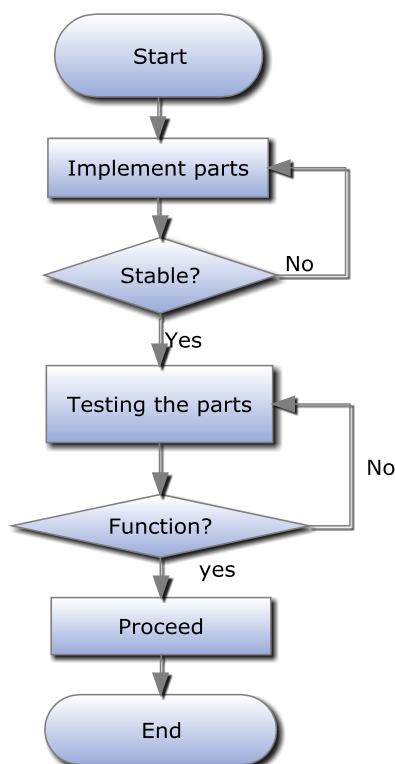 Start
Implement parts
Stable?
No
Yes
Testing the parts
No
Function?
yes
Proceed
End